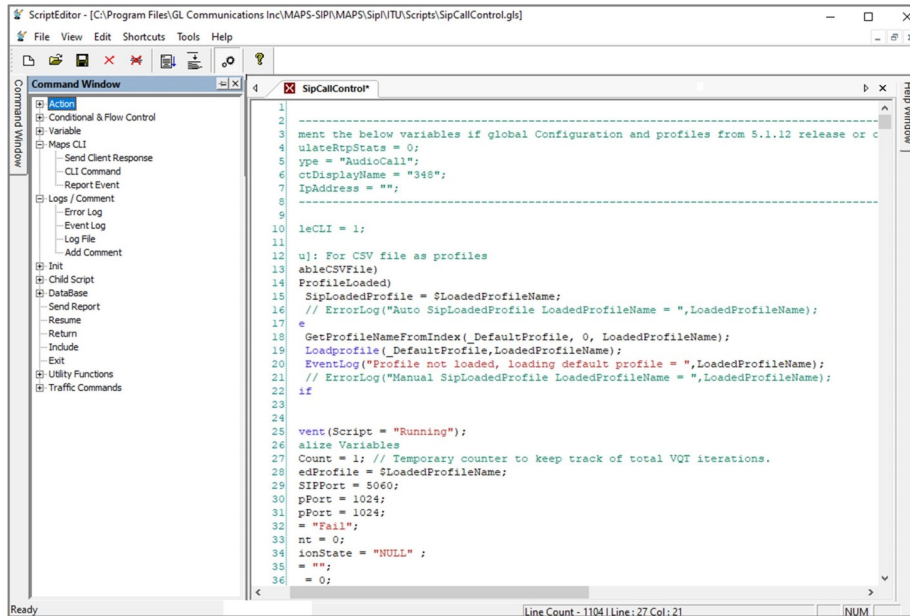 ScriptEditor - [C:\Program Files\GL Communications Inc\MAPS-SIPI\MAPS\SipI\ITU\Scripts\SipCallControl.gls]
File View Edit Shortcuts Tools Help
Command Window
Command Window
Action
Conditional & Flow Control
Variable
Maps CLI
Send Client Response
CLI Command
Report Event
Logs / Comment
Error Log
Event Log
Log File
Add Comment
Init
Child Script
DataBase
Send Report
Resume
Return
Include
Exit
Utility Functions
Traffic Commands
SipCallControl*
Help Window
1
2 ----------------------------------------------------------------
3 ment the below variables if global Configuration and profiles from 5.1.12 release or
4 ulateRtpStats = 0;
5 ype = "AudioCall";
6 ctDisplayName = "348";
7 IpAddress = "";
8 ----------------------------------------------------------------
9
10 leCLI = 1;
11
12 u]: For CSV file as profiles
13 ableCSVFile)
14 ProfileLoaded)
15 SipLoadedProfile = $LoadedProfileName;
16 // ErrorLog("Auto SipLoadedProfile LoadedProfileName = ",LoadedProfileName);
17 e
18 GetProfileNameFromIndex(_DefaultProfile, 0, LoadedProfileName);
19 Loadprofile(_DefaultProfile,LoadedProfileName);
20 EventLog("Profile not loaded, loading default profile = ",LoadedProfileName);
21 // ErrorLog("Manual SipLoadedProfile LoadedProfileName = ",LoadedProfileName);
22 if
23
24
25 vent(Script = "Running");
26 alize Variables
27 Count = 1; // Temporary counter to keep track of total VQT iterations.
28 edProfile = $LoadedProfileName;
29 SIPPort = 5060;
30 pPort = 1024;
31 pPort = 1024;
32 = "Fail";
33 nt = 0;
34 ionState = "NULL" ;
35 = "";
36 = 0;
Ready
Line Count - 1104 | Line : 27 Col : 21
NUM